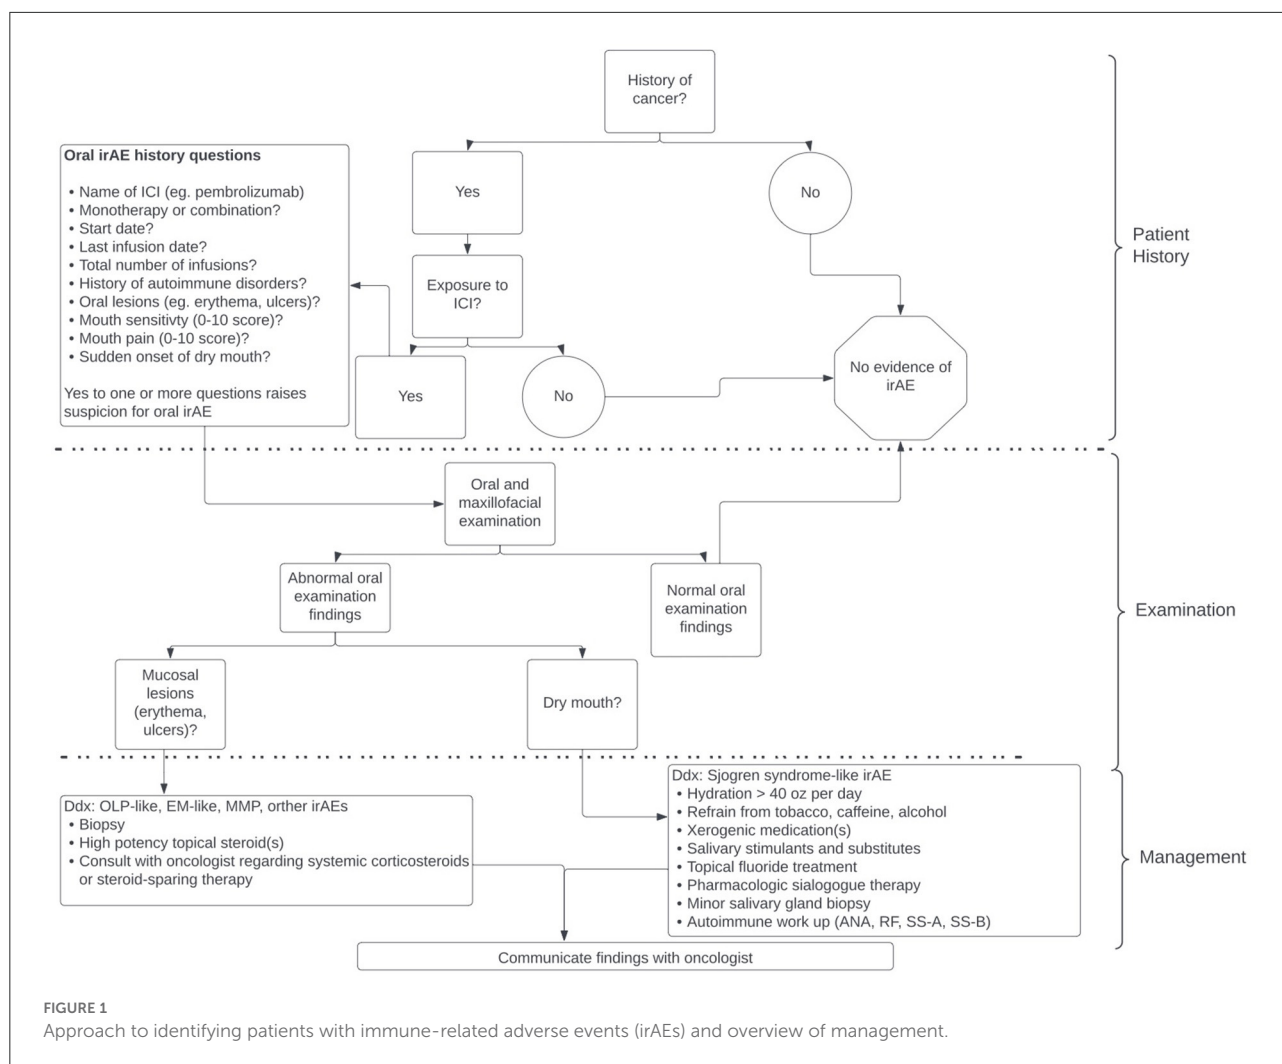 History of
cancer?
Yes
No
Oral irAE history questions
• Name of ICI (eg. pembrolizumab)
• Monotherapy or combination?
• Start date?
• Last infusion date?
• Total number of infusions?
• History of autoimmune disorders?
• Oral lesions (eg. erythema, ulcers)?
• Mouth sensitivty (0-10 score)?
• Mouth pain (0-10 score)?
• Sudden onset of dry mouth?
Yes to one or more questions raises
suspicion for oral irAE
Exposure to
ICI?
Yes
No
No evidence of
irAE
Patient
History
Oral and
maxillofacial
examination
Abnormal oral
examination
findings
Normal oral
examination
findings
Mucosal
lesions
(erythema,
ulcers)?
Dry mouth?
Examination
Ddx: OLP-like, EM-like, MMP, orther irAEs
• Biopsy
• High potency topical steroid(s)
• Consult with oncologist regarding systemic corticosteroids
or steroid-sparing therapy
Ddx: Sjogren syndrome-like irAE
• Hydration > 40 oz per day
• Refrain from tobacco, caffeine, alcohol
• Xerogenic medication(s)
• Salivary stimulants and substitutes
• Topical fluoride treatment
• Pharmacologic sialogogue therapy
• Minor salivary gland biopsy
• Autoimmune work up (ANA, RF, SS-A, SS-B)
Management
Communicate findings with oncologist
FIGURE 1
Approach to identifying patients with immune-related adverse events (irAEs) and overview of management.